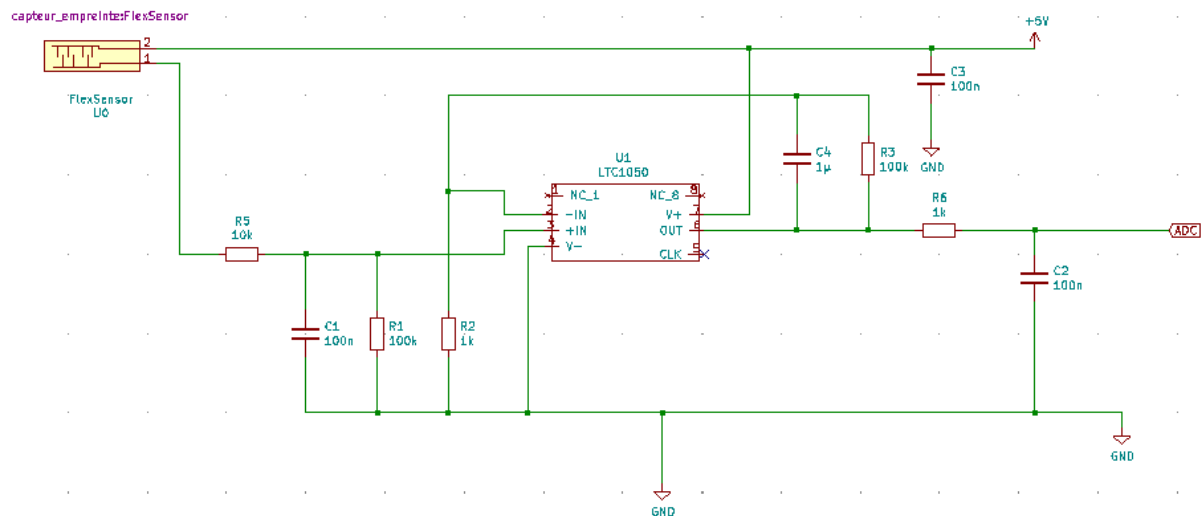 capteur_empreinte:FlexSensor
+5V
2
1
FlexSensor
U6
C3
100n
GND
U1
LTC1050
C4
1µ
R3
100k
1
NC_1
NC_8
8
2
-IN
V+
7
3
+IN
OUT
6
4
V-
CLK
5
R6
1k
ADC
R5
10k
C2
100n
C1
100n
R1
100k
R2
1k
GND
GND